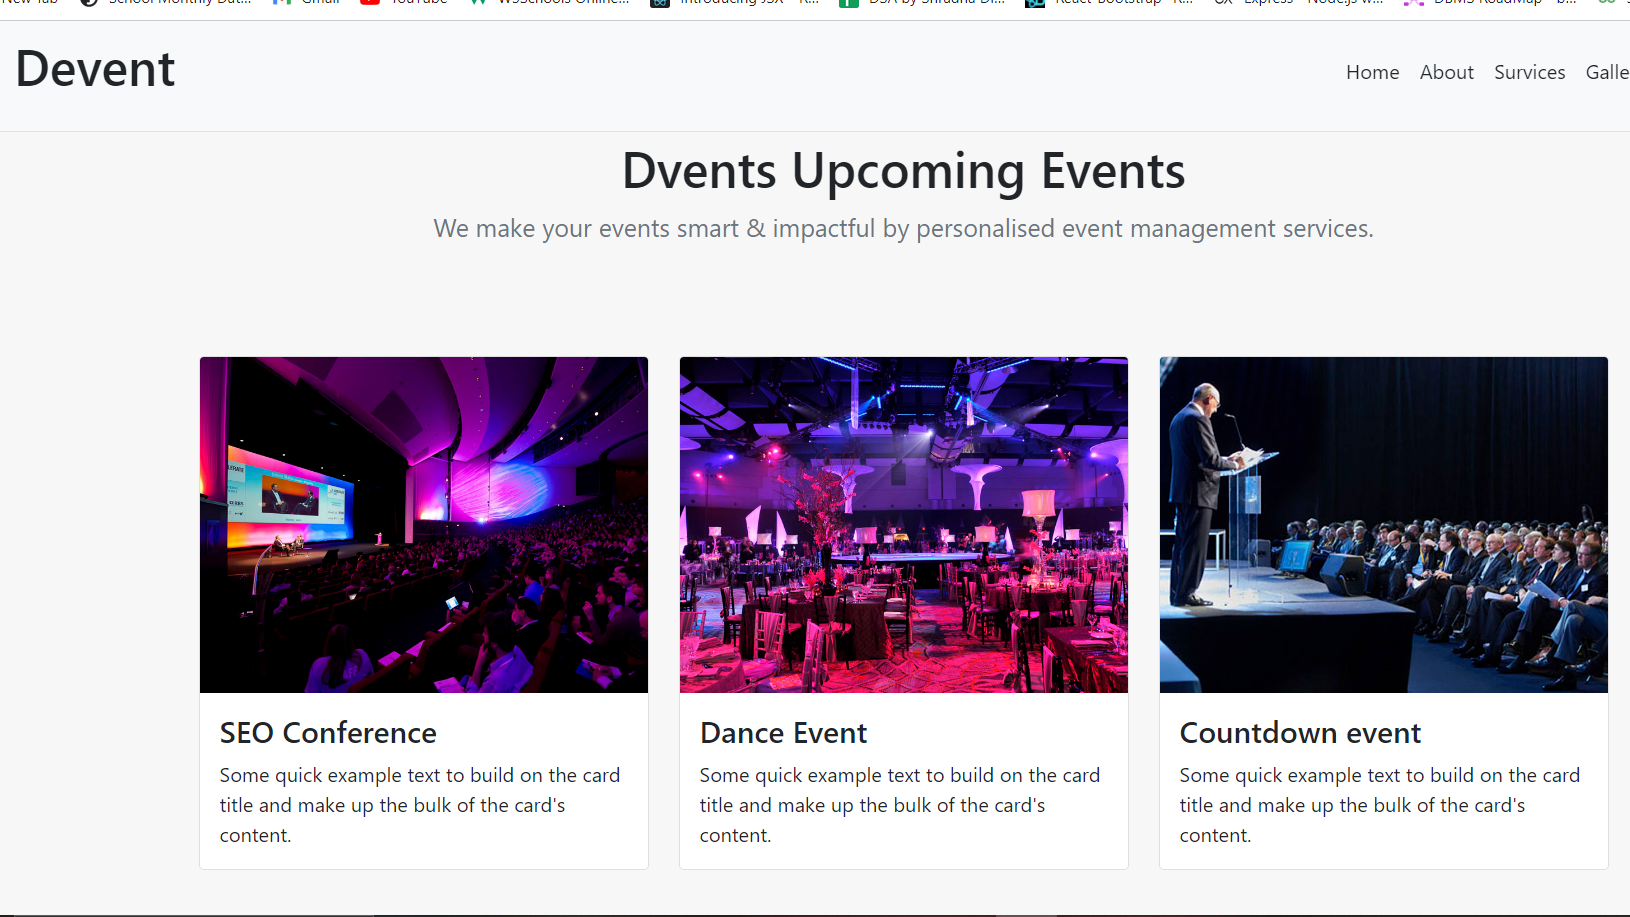 New Tab School Monthly Dut... Gmail YouTube W3Schools Online... Introducing JSX – R... DSA by Shradha Di... React-Bootstrap · R... Express - Node.js w... DBMS RoadMap - b...
Devent
Home About Survices Galle
Dvents Upcoming Events
We make your events smart & impactful by personalised event management services.
SEO Conference
Some quick example text to build on the card
title and make up the bulk of the card's
content.
Dance Event
Some quick example text to build on the card
title and make up the bulk of the card's
content.
Countdown event
Some quick example text to build on the card
title and make up the bulk of the card's
content.